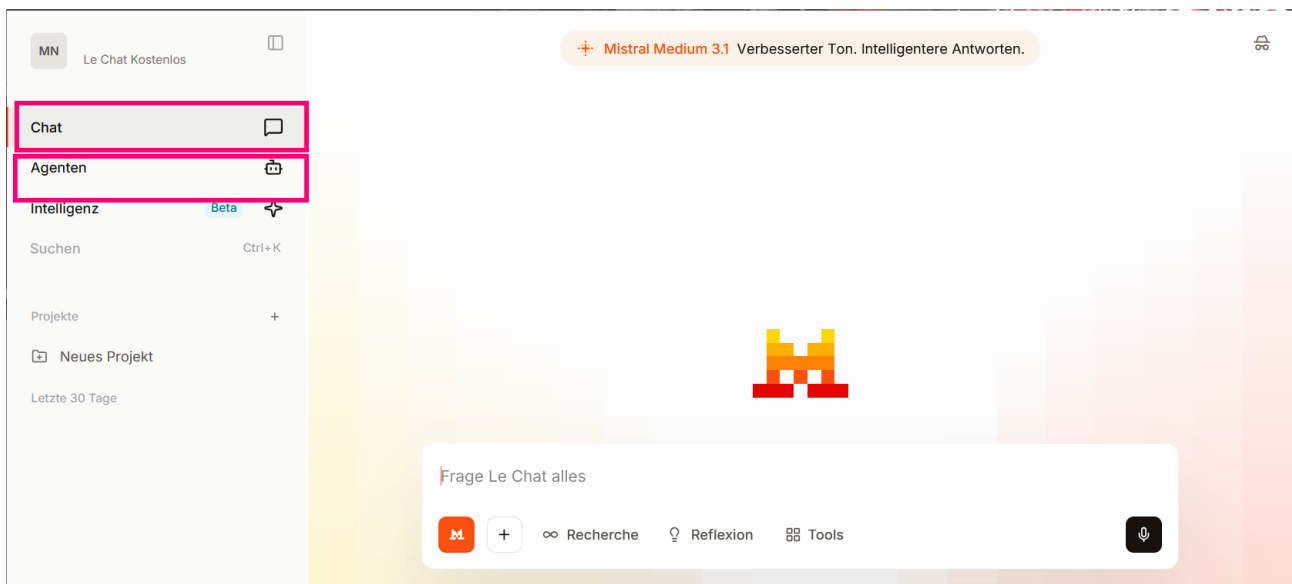 MN
Le Chat Kostenlos
Chat
Agenten
Intelligenz Beta
Suchen Ctrl+K
Projekte +
Neues Projekt
Letzte 30 Tage
Mistral Medium 3.1 Verbesserter Ton. Intelligentere Antworten.
Frage Le Chat alles
+ Recherche Reflexion Tools